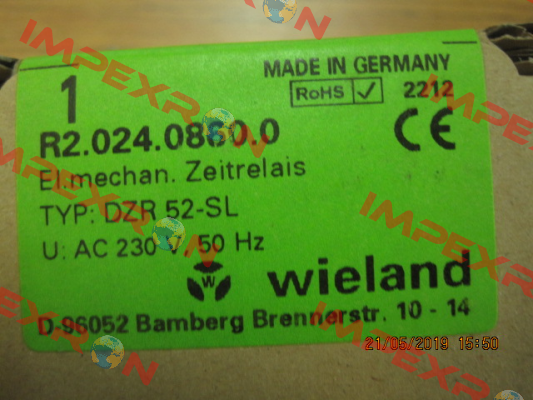 IMPEXRON
MADE IN GERMANY
1
RoHS ✓ 2212
R2.024.0860.0
CE
El.mechan. Zeitrelais
TYP: DZR 52-SL
U: AC 230 V, 50 Hz
wieland
D-96052 Bamberg Brennerstr. 10 - 14
21/05/2019 15:50